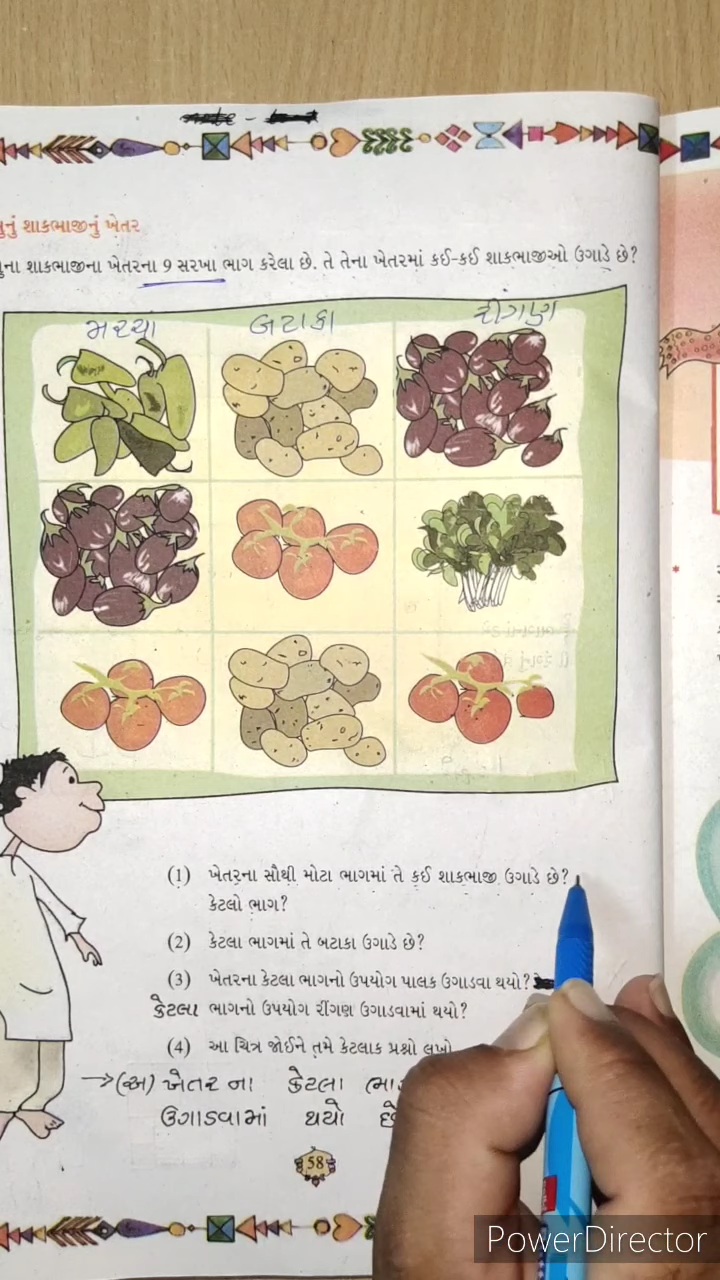 નું શાકભાજીનું ખેતર
ના શાકભાજીના ખેતરના 9 સરખાં ભાગ કરેલા છે. તે તેના ખેતરમાં કઈ-કઈ શાકભાજીઓ ઉગાડે છે?
મરચા બટાકા રીંગણ
(1) ખેતરના સૌથી મોટા ભાગમાં તે કઈ શાકભાજી ઉગાડે છે?
કેટલો ભાગ?
(2) કેટલા ભાગમાં તે બટાકા ઉગાડે છે?
(3) ખેતરના કેટલા ભાગનો ઉપયોગ પાલક ઉગાડવા થયો?
કેટલા ભાગનો ઉપયોગ રીંગણ ઉગાડવામાં થયો?
(4) આ ચિત્ર જોઈને તમે કેટલાક પ્રશ્નો લખો
→(અ) ખેતર ના કેટલા
ઉગાડવામાં થયો
58
PowerDirector